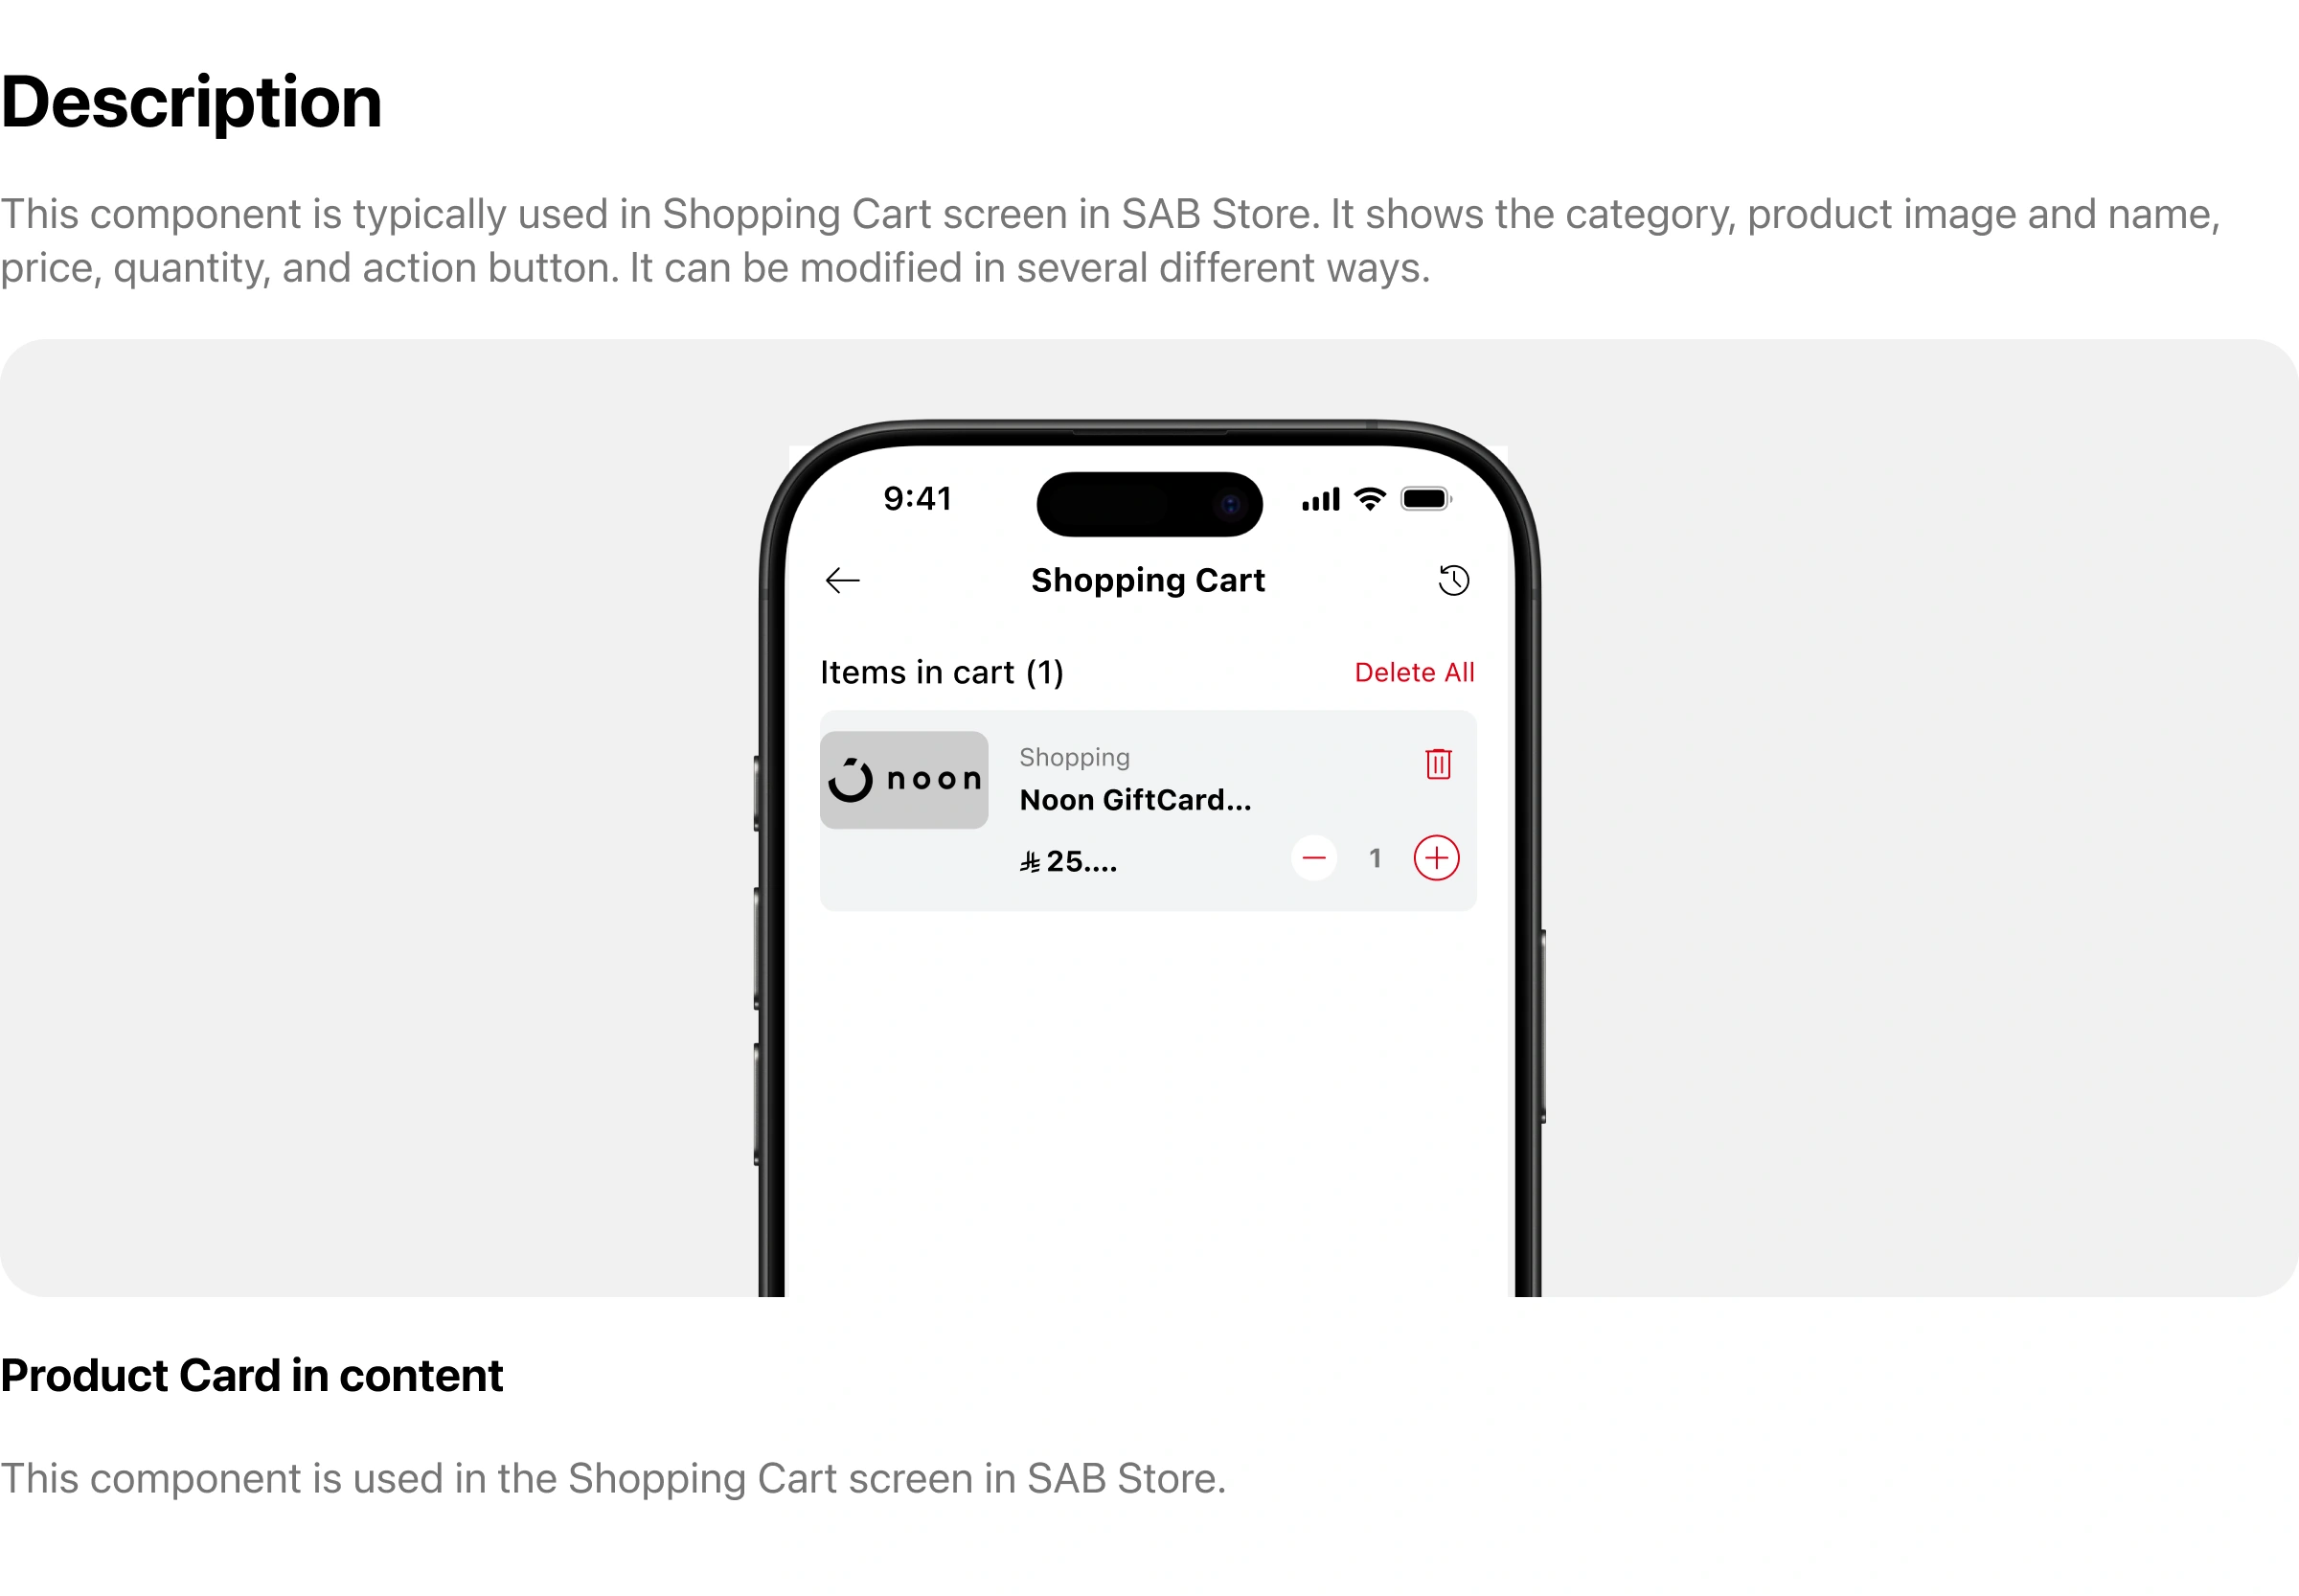 Description
This component is typically used in Shopping Cart screen in SAB Store. It shows the category, product image and name,
price, quantity, and action button. It can be modified in several different ways.
9:41
Shopping Cart
Items in cart (1)
Delete All
noon
Shopping
Noon GiftCard...
⃁ 25....
1
Product Card in content
This component is used in the Shopping Cart screen in SAB Store.